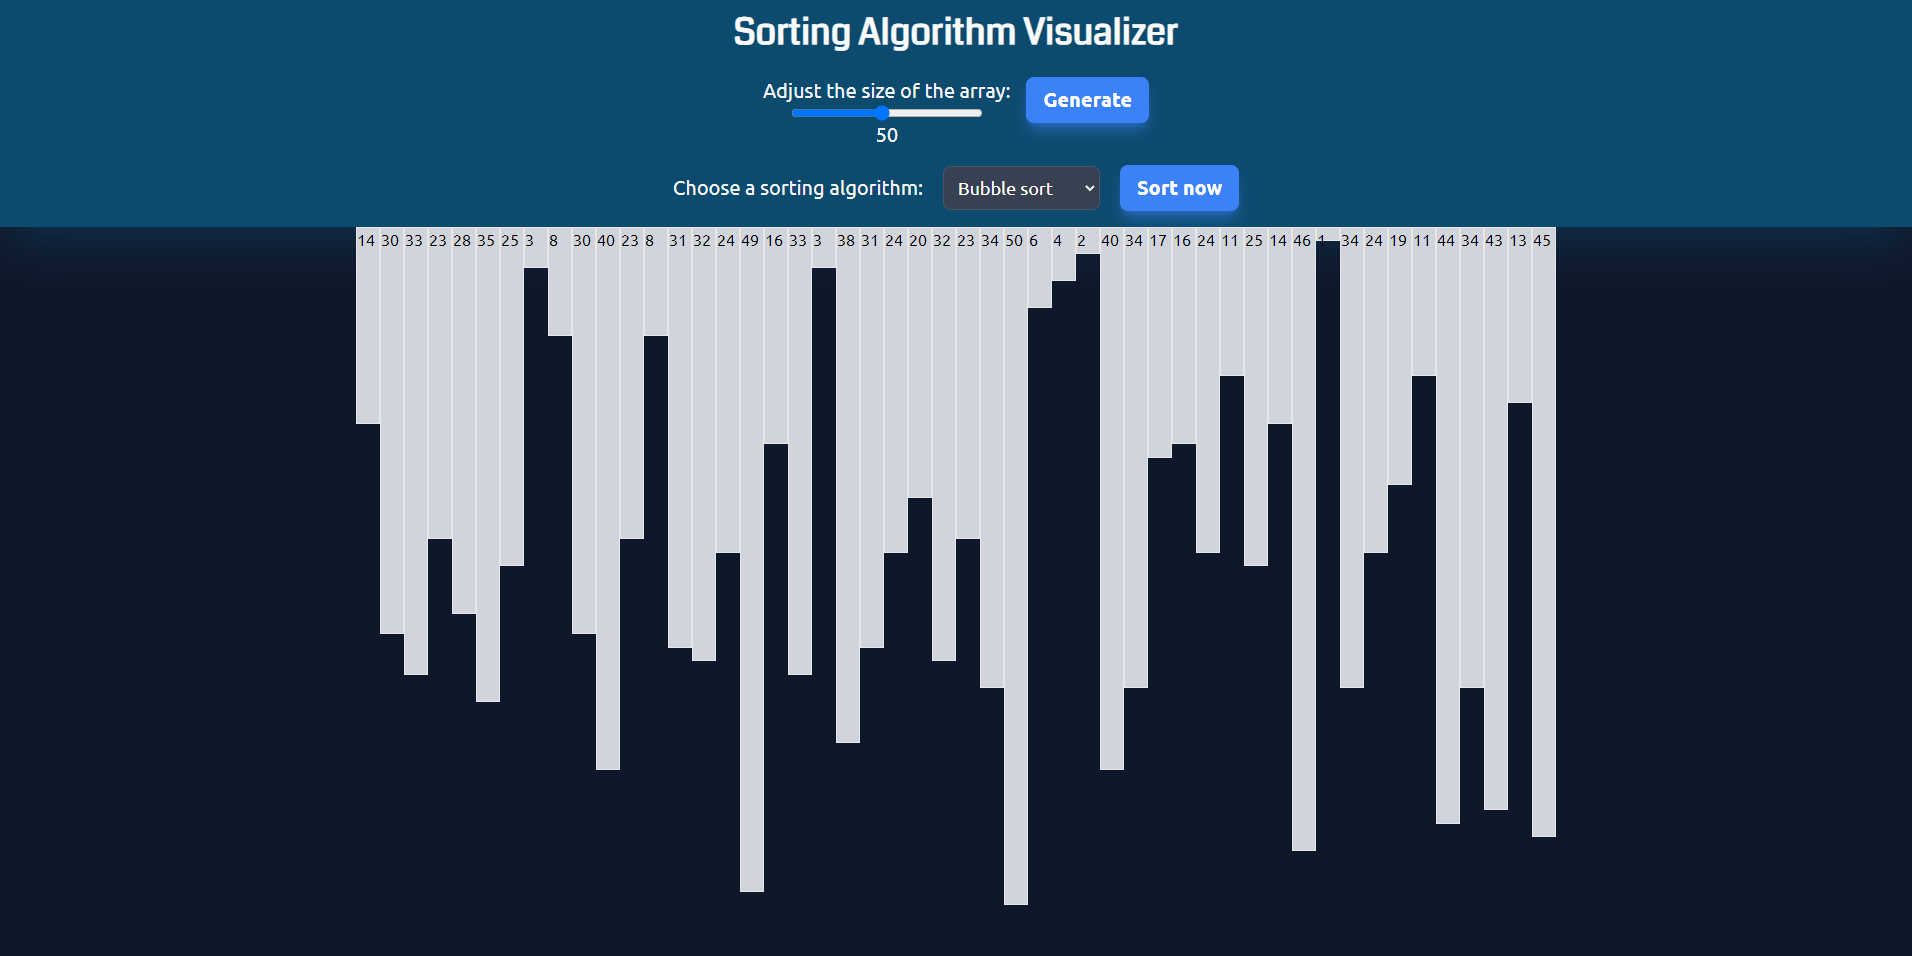 Sorting Algorithm Visualizer
Adjust the size of the array:
Generate
50
Choose a sorting algorithm:
Bubble sort
Sort now
14 30 33 23 28 35 25 3 8 30 40 23 8 31 32 24 49 16 33 3 38 31 24 20 32 23 34 50 6 4 2 40 34 17 16 24 11 25 14 46 1 34 24 19 11 44 34 43 13 45